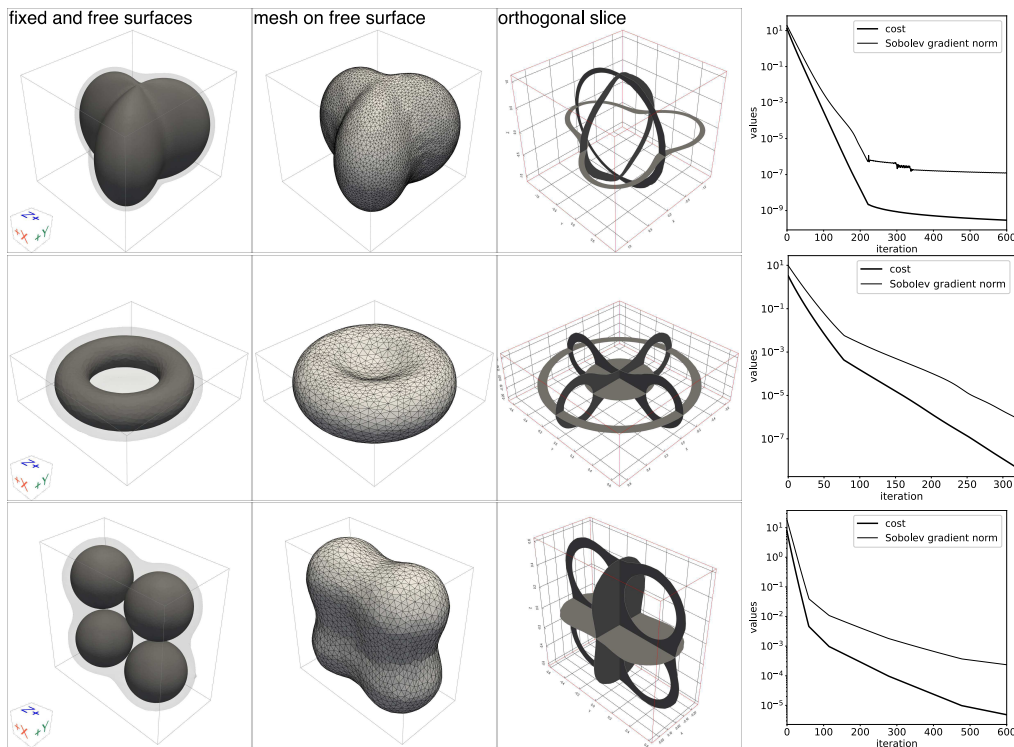 fixed and free surfaces
mesh on free surface
orthogonal slice
cost
Sobolev gradient norm
values
10^1
10^-1
10^-3
10^-5
10^-7
10^-9
0 100 200 300 400 500 600
iteration
Z X
X Y
cost
Sobolev gradient norm
values
10^1
10^-1
10^-3
10^-5
10^-7
0 50 100 150 200 250 300
iteration
Z X
X Y
cost
Sobolev gradient norm
values
10^1
10^0
10^-1
10^-2
10^-3
10^-4
10^-5
0 100 200 300 400 500 600
iteration
Z X
X Y